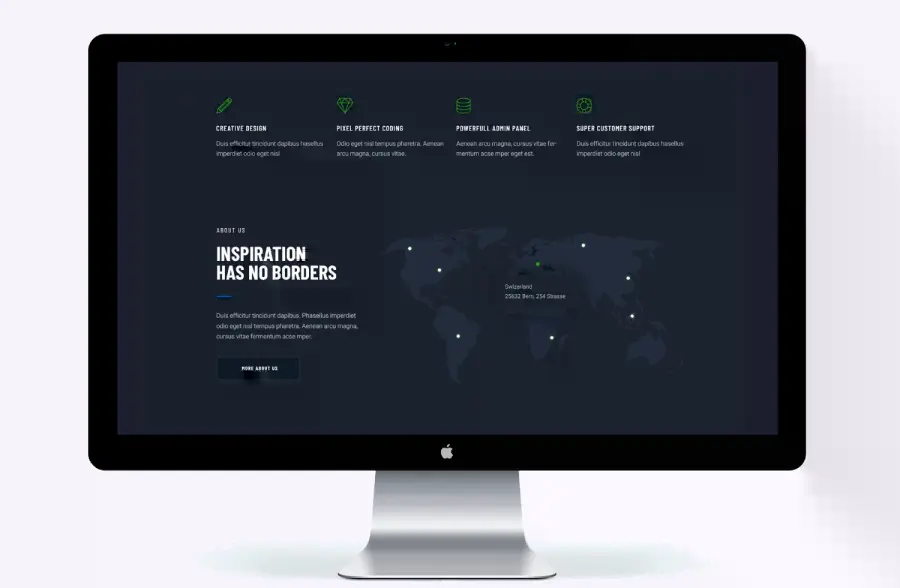 CREATIVE DESIGN
Duis efficitur tincidunt dapibus hasellus
imperdiet odio eget nisl
PIXEL PERFECT CODING
Odio eget nisl tempus pharetra. Aenean
arcu magna, cursus vitae.
POWERFULL ADMIN PANEL
Aenean arcu magna, cursus vitae fer-
mentum acse mper eget est.
SUPER CUSTOMER SUPPORT
Duis efficitur tincidunt dapibus hasellus
imperdiet odio eget nisl
ABOUT US
INSPIRATION
HAS NO BORDERS
Duis efficitur tincidunt dapibus. Phasellus imperdiet
odio eget nisl tempus pharetra. Aenean arcu magna,
cursus vitae fermentum acse mper.
MORE ABOUT US
Swizarland
25632 Bern, 234 Strasse